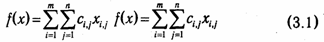 f(x)=∑_{i=1}^{m}∑_{j=1}^{n} c_{i,j} x_{i,j} f(x)=∑_{i=1}^{m}∑_{j=1}^{n} c_{i,j} x_{i,j} (3.1)